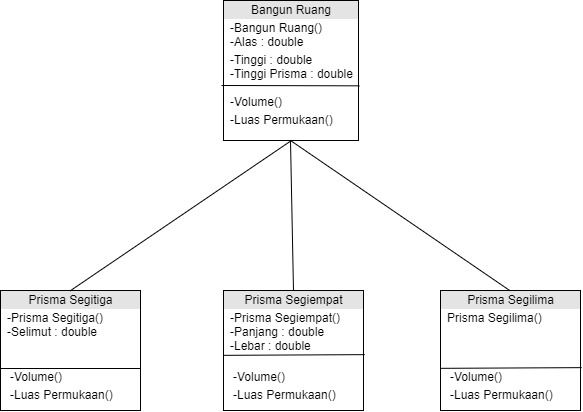 Bangun Ruang
-Bangun Ruang()
-Alas : double
-Tinggi : double
-Tinggi Prisma : double
-Volume()
-Luas Permukaan()
Prisma Segitiga
-Prisma Segitiga()
-Selimut : double
-Volume()
-Luas Permukaan()
Prisma Segiempat
-Prisma Segiempat()
-Panjang : double
-Lebar : double
-Volume()
-Luas Permukaan()
Prisma Segilima
Prisma Segilima()
-Volume()
-Luas Permukaan()